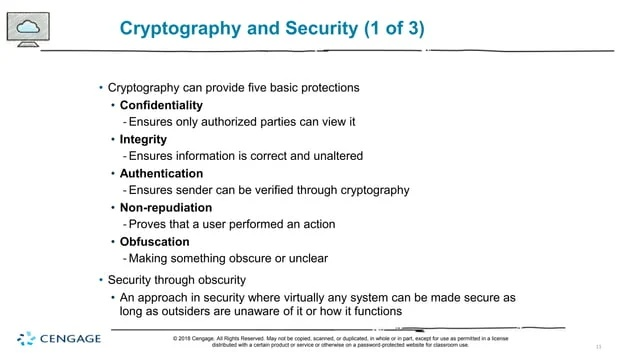 Cryptography and Security (1 of 3)
• Cryptography can provide five basic protections
• Confidentiality
- Ensures only authorized parties can view it
• Integrity
- Ensures information is correct and unaltered
• Authentication
- Ensures sender can be verified through cryptography
• Non-repudiation
- Proves that a user performed an action
• Obfuscation
- Making something obscure or unclear
• Security through obscurity
• An approach in security where virtually any system can be made secure as
long as outsiders are unaware of it or how it functions
CENGAGE
© 2018 Cengage. All Rights Reserved. May not be copied, scanned, or duplicated, in whole or in part, except for use as permitted in a license
distributed with a certain product or service or otherwise on a password-protected website for classroom use.
11